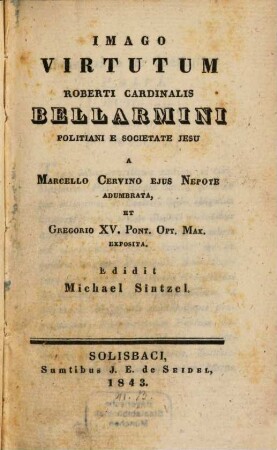 IMAGO
VIRTUTUM
ROBERTI CARDINALIS
BELLARMINI
POLITIANI E SOCIETATE JESU
A
MARCELLO CERVINO EJUS NEPOTE
ADUMBRATA,
ET
GREGORIO XV. PONT. OPT. MAX.
EXPOSITA.
Edidit
Michael Sintzel.
SOLISBACI,
Sumtibus J. E. de SEIDEL,
1843.